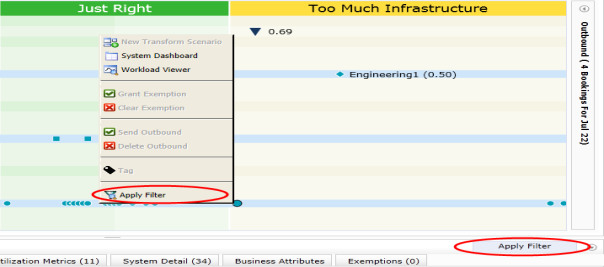 Just Right
Too Much Infrastructure
0.69
New Transform Scenario
System Dashboard
Workload Viewer
Engineering1 (0.50)
Grant Exemption
Clear Exemption
Send Outbound
Delete Outbound
Tag
Apply Filter
Outbound ( 4 Bookings For Jul 22)
Apply Filter
tilization Metrics (11)
System Detail (34)
Business Attributes
Exemptions (0)